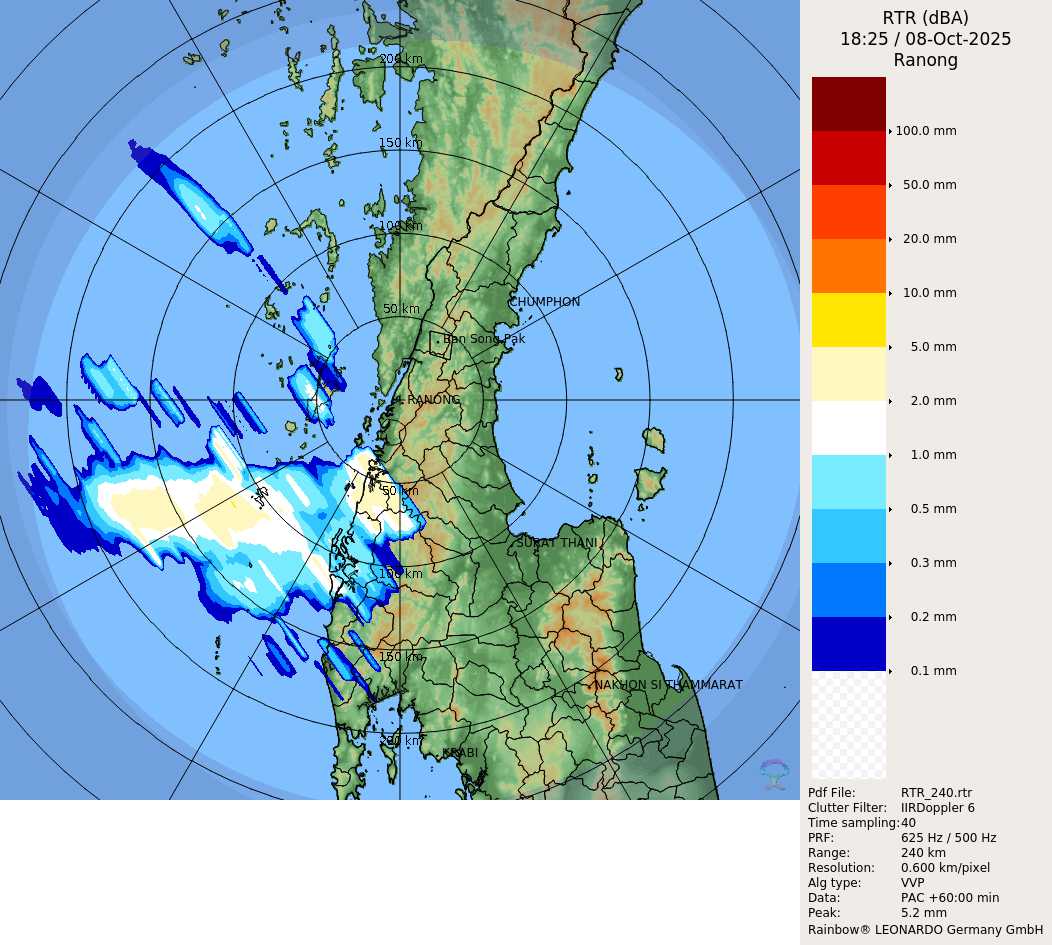 RTR (dBA)
18:25 / 08-Oct-2025
Ranong
100.0 mm
50.0 mm
20.0 mm
10.0 mm
5.0 mm
2.0 mm
1.0 mm
0.5 mm
0.3 mm
0.2 mm
0.1 mm
Pdf File: RTR_240.rtr
Clutter Filter: IIRDoppler 6
Time sampling:40
PRF: 625 Hz / 500 Hz
Range: 240 km
Resolution: 0.600 km/pixel
Alg type: VVP
Data: PAC +60:00 min
Peak: 5.2 mm
Rainbow® LEONARDO Germany GmbH
200 km
150 km
100 km
CHUMPHON
50 km
Ban Song Pak
RANONG
50 km
SURAT THANI
100 km
150 km
NAKHON SI THAMMARAT
200 km
KRABI